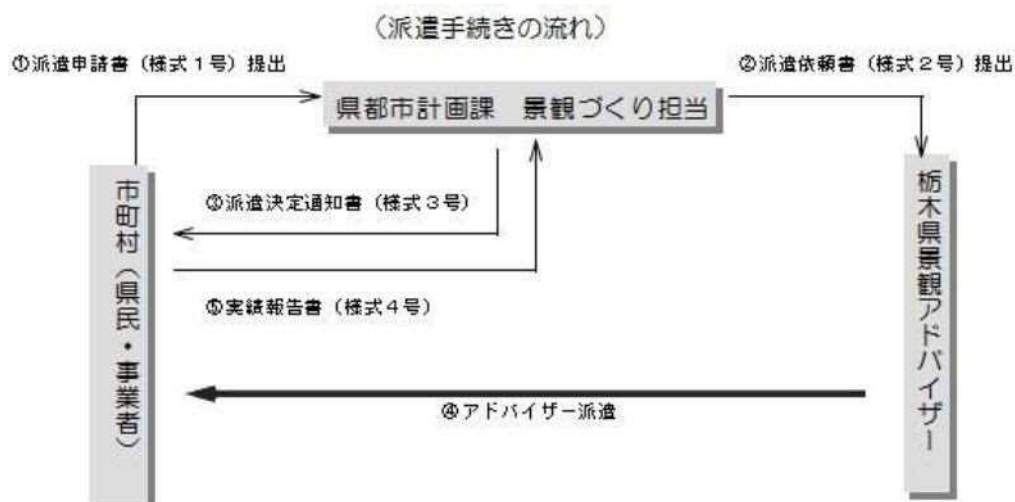 (派遣手続きの流れ)
①派遣申請書(様式1号)提出
②派遣依頼書(様式2号)提出
県都市計画課 景観づくり担当
市町村(県民・事業者)
③派遣決定通知書(様式3号)
栃木県景観アドバイザー
⑤実績報告書(様式4号)
④アドバイザー派遣